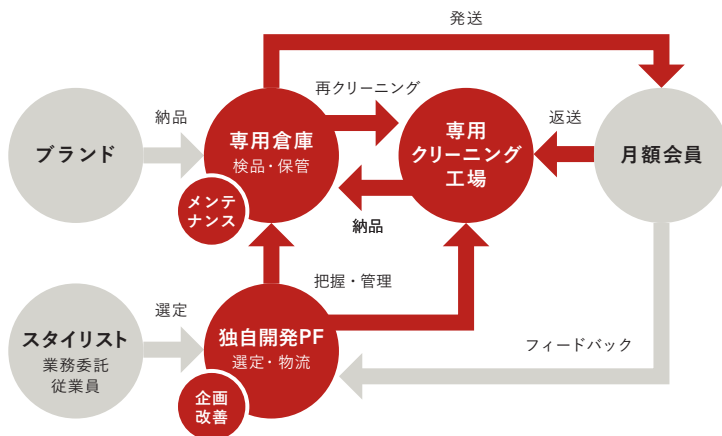 発送
再クリーニング
納品
返送
ブランド
専用倉庫
検品・保管
専用
クリーニング
工場
月額会員
メンテ
ナンス
納品
把握・管理
選定
スタイリスト
業務委託
従業員
独自開発PF
選定・物流
フィードバック
企画
改善